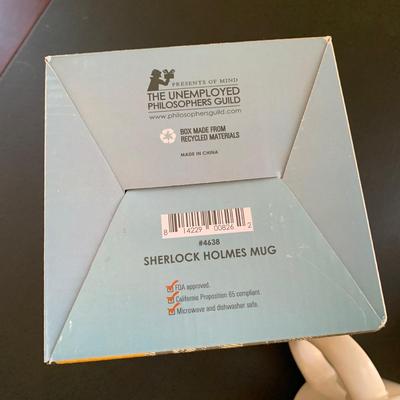 PRESENTS OF MIND
THE UNEMPLOYED
PHILOSOPHERS GUILD
www.philosophersguild.com
BOX MADE FROM
RECYCLED MATERIALS
MADE IN CHINA
8 14229 00826 2
#4638
SHERLOCK HOLMES MUG
FDA approved.
California Proposition 65 compliant.
Microwave and dishwasher safe.